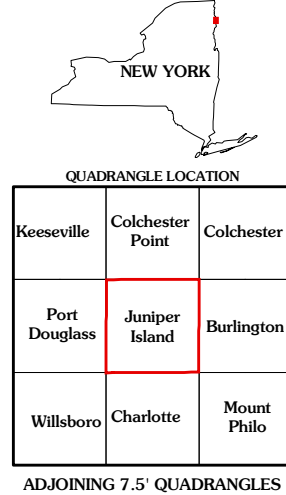 NEW YORK
QUADRANGLE LOCATION
Keeseville
Colchester
Point
Colchester
Port
Douglass
Juniper
Island
Burlington
Willsboro
Charlotte
Mount
Philo
ADJOINING 7.5' QUADRANGLES